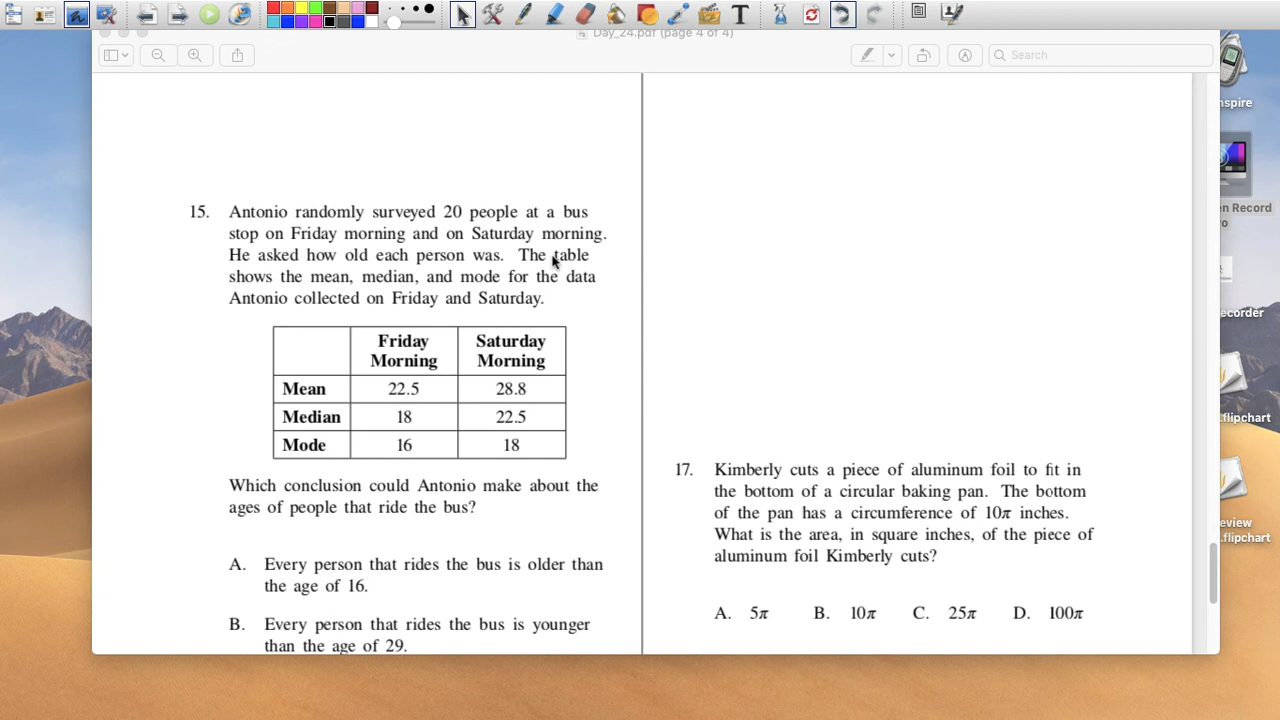 Day_24.pdf (page 4 of 4)
Search
15. Antonio randomly surveyed 20 people at a bus
stop on Friday morning and on Saturday morning.
He asked how old each person was. The table
shows the mean, median, and mode for the data
Antonio collected on Friday and Saturday.
Friday Saturday
Morning Morning
Mean 22.5 28.8
Median 18 22.5
Mode 16 18
Which conclusion could Antonio make about the
ages of people that ride the bus?
A. Every person that rides the bus is older than
the age of 16.
B. Every person that rides the bus is younger
than the age of 29.
17. Kimberly cuts a piece of aluminum foil to fit in
the bottom of a circular baking pan. The bottom
of the pan has a circumference of 10π inches.
What is the area, in square inches, of the piece of
aluminum foil Kimberly cuts?
A. 5π B. 10π C. 25π D. 100π
nspire
en Record
ro
ecorder
.flipchart
eview
.flipchart